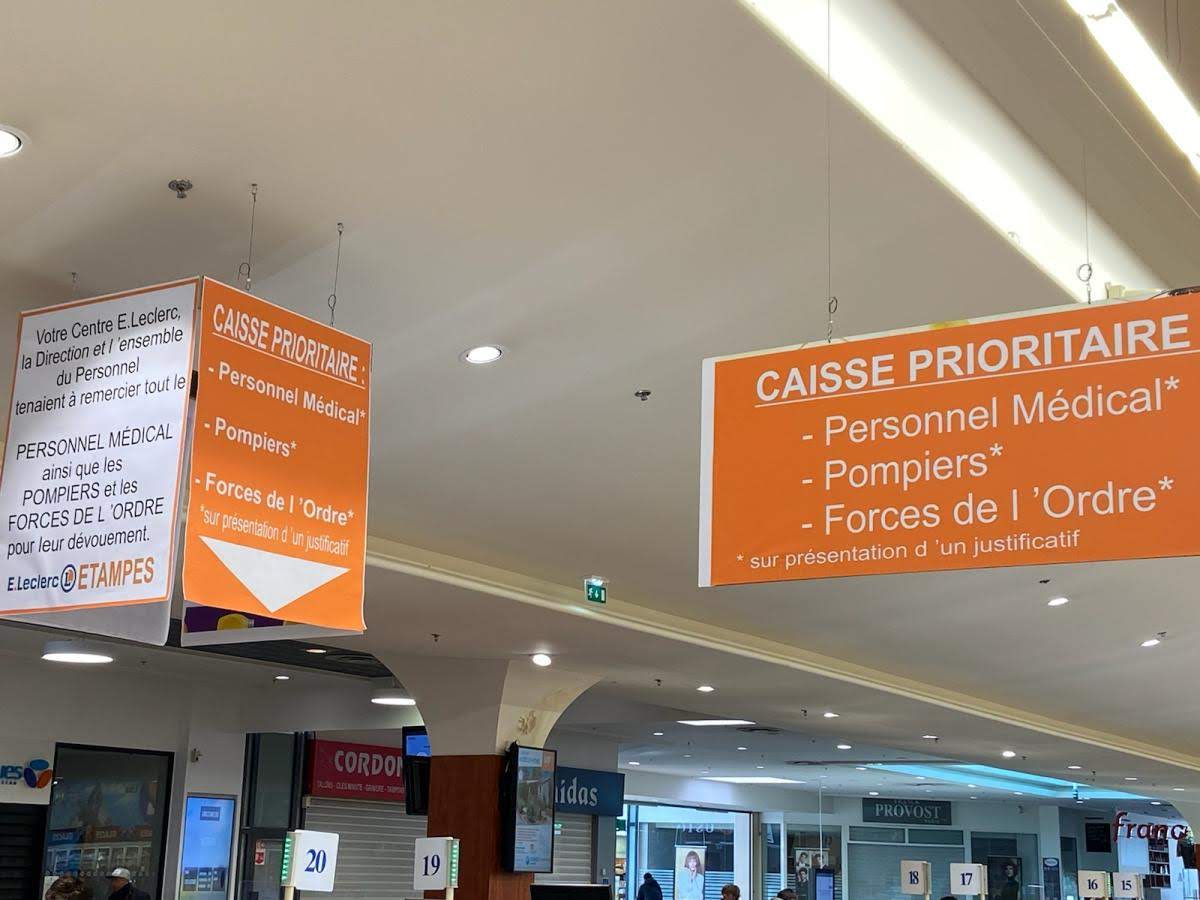 Votre Centre E.Leclerc,
la Direction et l 'ensemble
du Personnel
tenaient à remercier tout le
PERSONNEL MÉDICAL
ainsi que les
POMPIERS et les
FORCES DE L 'ORDRE
pour leur dévouement.
E.Leclerc L ETAMPES
CAISSE PRIORITAIRE :
- Personnel Médical*
- Pompiers*
- Forces de l 'Ordre*
*sur présentation d 'un justificatif
CAISSE PRIORITAIRE
- Personnel Médical*
- Pompiers*
- Forces de l 'Ordre*
* sur présentation d 'un justificatif
CORDON
idas
PROVOST
franc
20
19
18
17
16
15